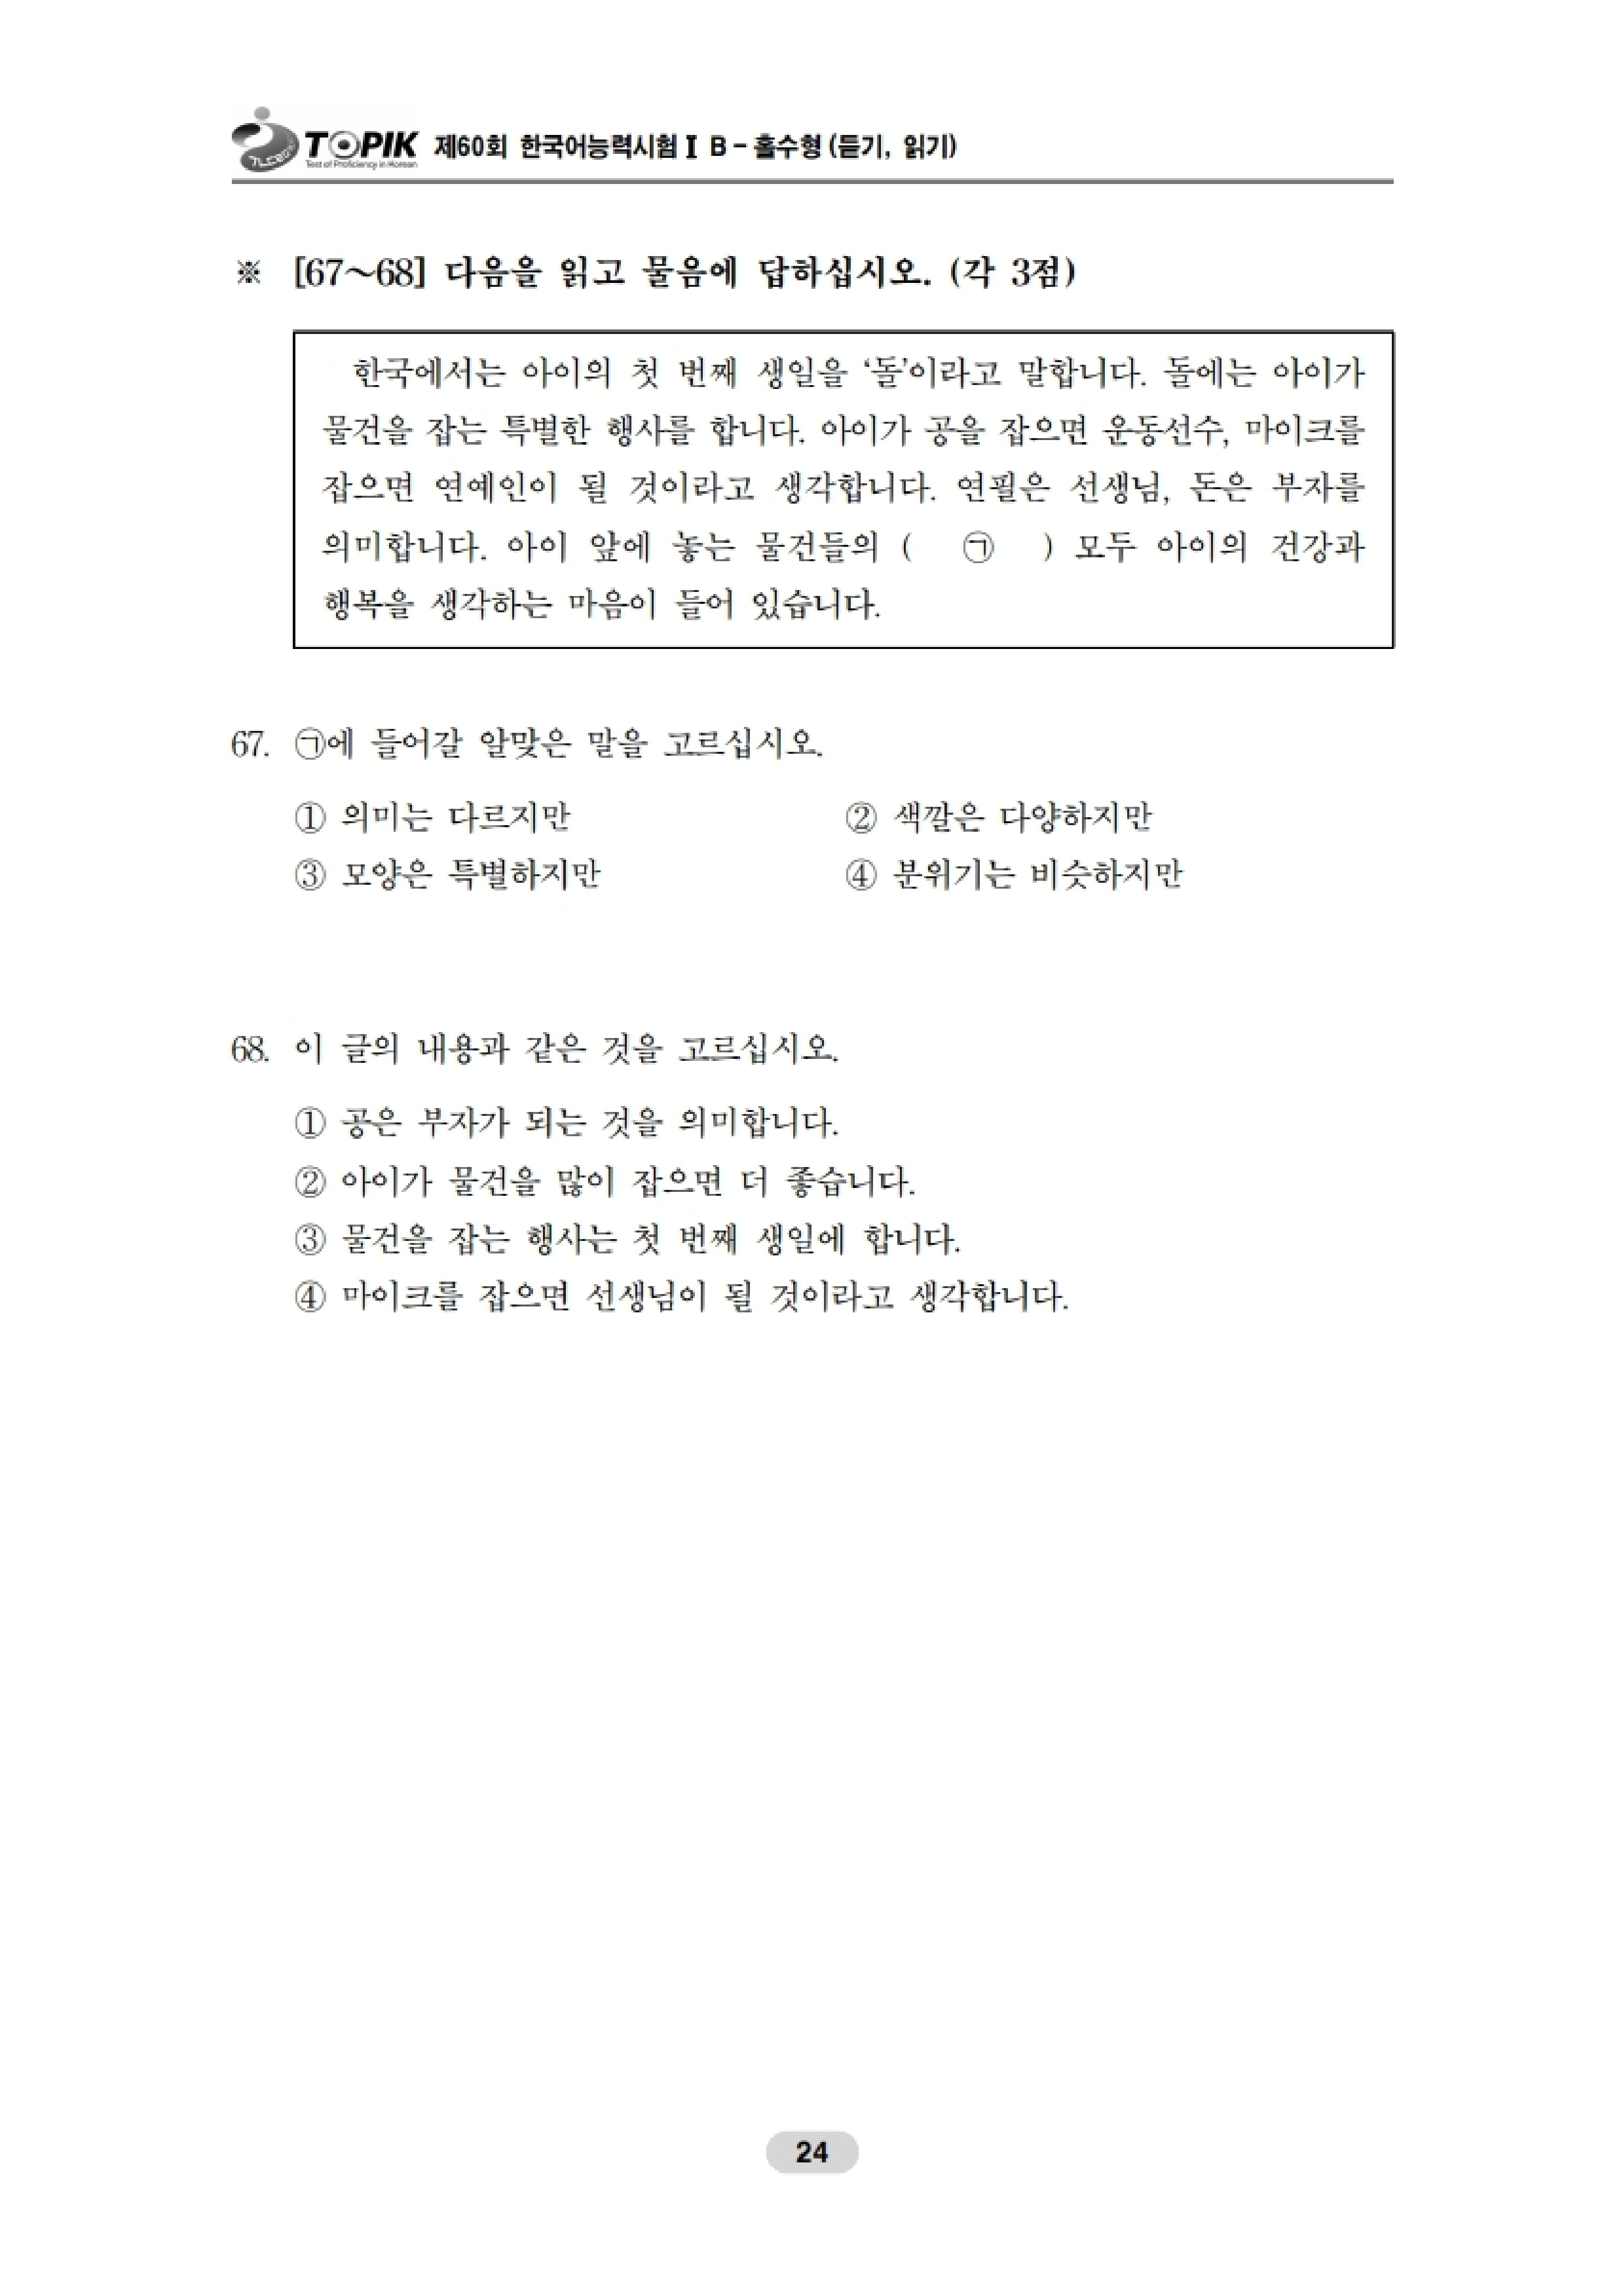 TOPIK 제60회 한국어능력시험Ⅰ B - 홀수형 (듣기, 읽기)
Test of Proficiency in Korean
※ [67~68] 다음을 읽고 물음에 답하십시오. (각 3점)
한국에서는 아이의 첫 번째 생일을 ‘돌’이라고 말합니다. 돌에는 아이가
물건을 잡는 특별한 행사를 합니다. 아이가 공을 잡으면 운동선수, 마이크를
잡으면 연예인이 될 것이라고 생각합니다. 연필은 선생님, 돈은 부자를
의미합니다. 아이 앞에 놓는 물건들의 ( ㉠ ) 모두 아이의 건강과
행복을 생각하는 마음이 들어 있습니다.
67. ㉠에 들어갈 알맞은 말을 고르십시오.
① 의미는 다르지만 ② 색깔은 다양하지만
③ 모양은 특별하지만 ④ 분위기는 비슷하지만
68. 이 글의 내용과 같은 것을 고르십시오.
① 공은 부자가 되는 것을 의미합니다.
② 아이가 물건을 많이 잡으면 더 좋습니다.
③ 물건을 잡는 행사는 첫 번째 생일에 합니다.
④ 마이크를 잡으면 선생님이 될 것이라고 생각합니다.
24